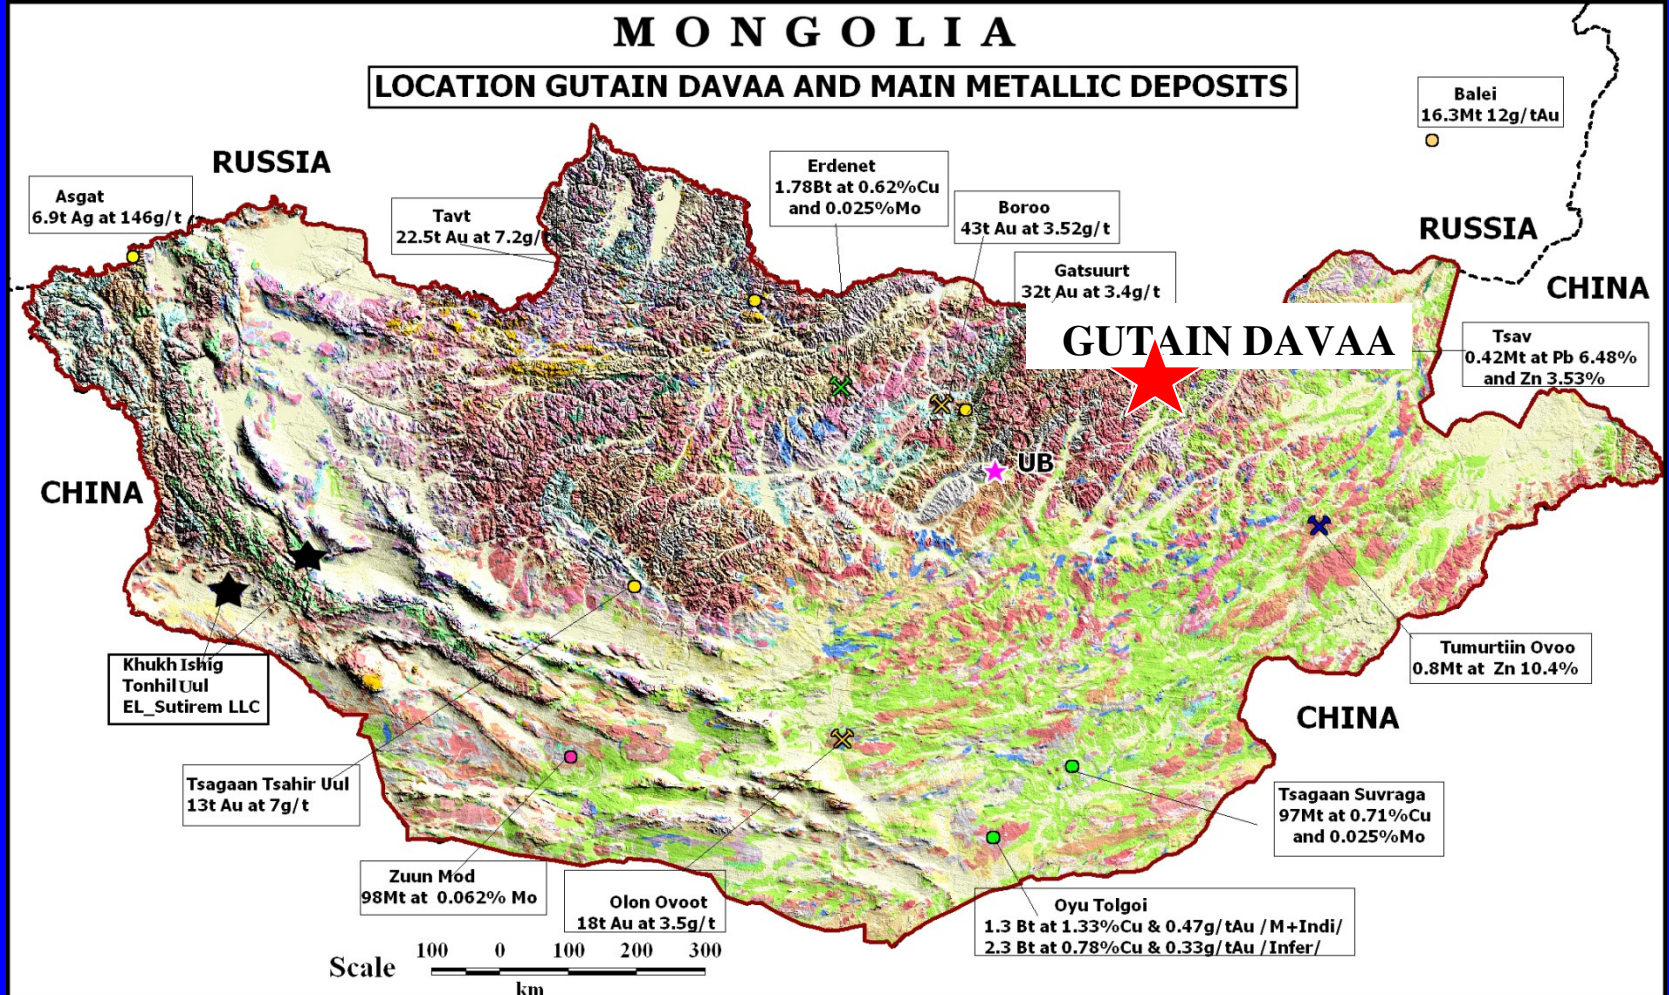 MONGOLIA
LOCATION GUTAIN DAVAA AND MAIN METALLIC DEPOSITS
Balei
16.3Mt 12g/tAu
RUSSIA
Asgat
6.9t Ag at 146g/t
Tavt
22.5t Au at 7.2g/t
Erdenet
1.78Bt at 0.62%Cu
and 0.025%Mo
Boroo
43t Au at 3.52g/t
RUSSIA
Gatsuurt
32t Au at 3.4g/t
CHINA
GUTAIN DAVAA
Tsav
0.42Mt at Pb 6.48%
and Zn 3.53%
UB
CHINA
Khukh Ishig
Tonhil Uul
EL_Sutirem LLC
Tumurtiin Ovoo
0.8Mt at Zn 10.4%
CHINA
Tsagaan Tsahir Uul
13t Au at 7g/t
Tsagaan Suvraga
97Mt at 0.71%Cu
and 0.025%Mo
Zuun Mod
98Mt at 0.062% Mo
Olon Ovoot
18t Au at 3.5g/t
Oyu Tolgoi
1.3 Bt at 1.33%Cu & 0.47g/tAu /M+Indi/
2.3 Bt at 0.78%Cu & 0.33g/tAu /Infer/
100 0 100 200 300
Scale
km